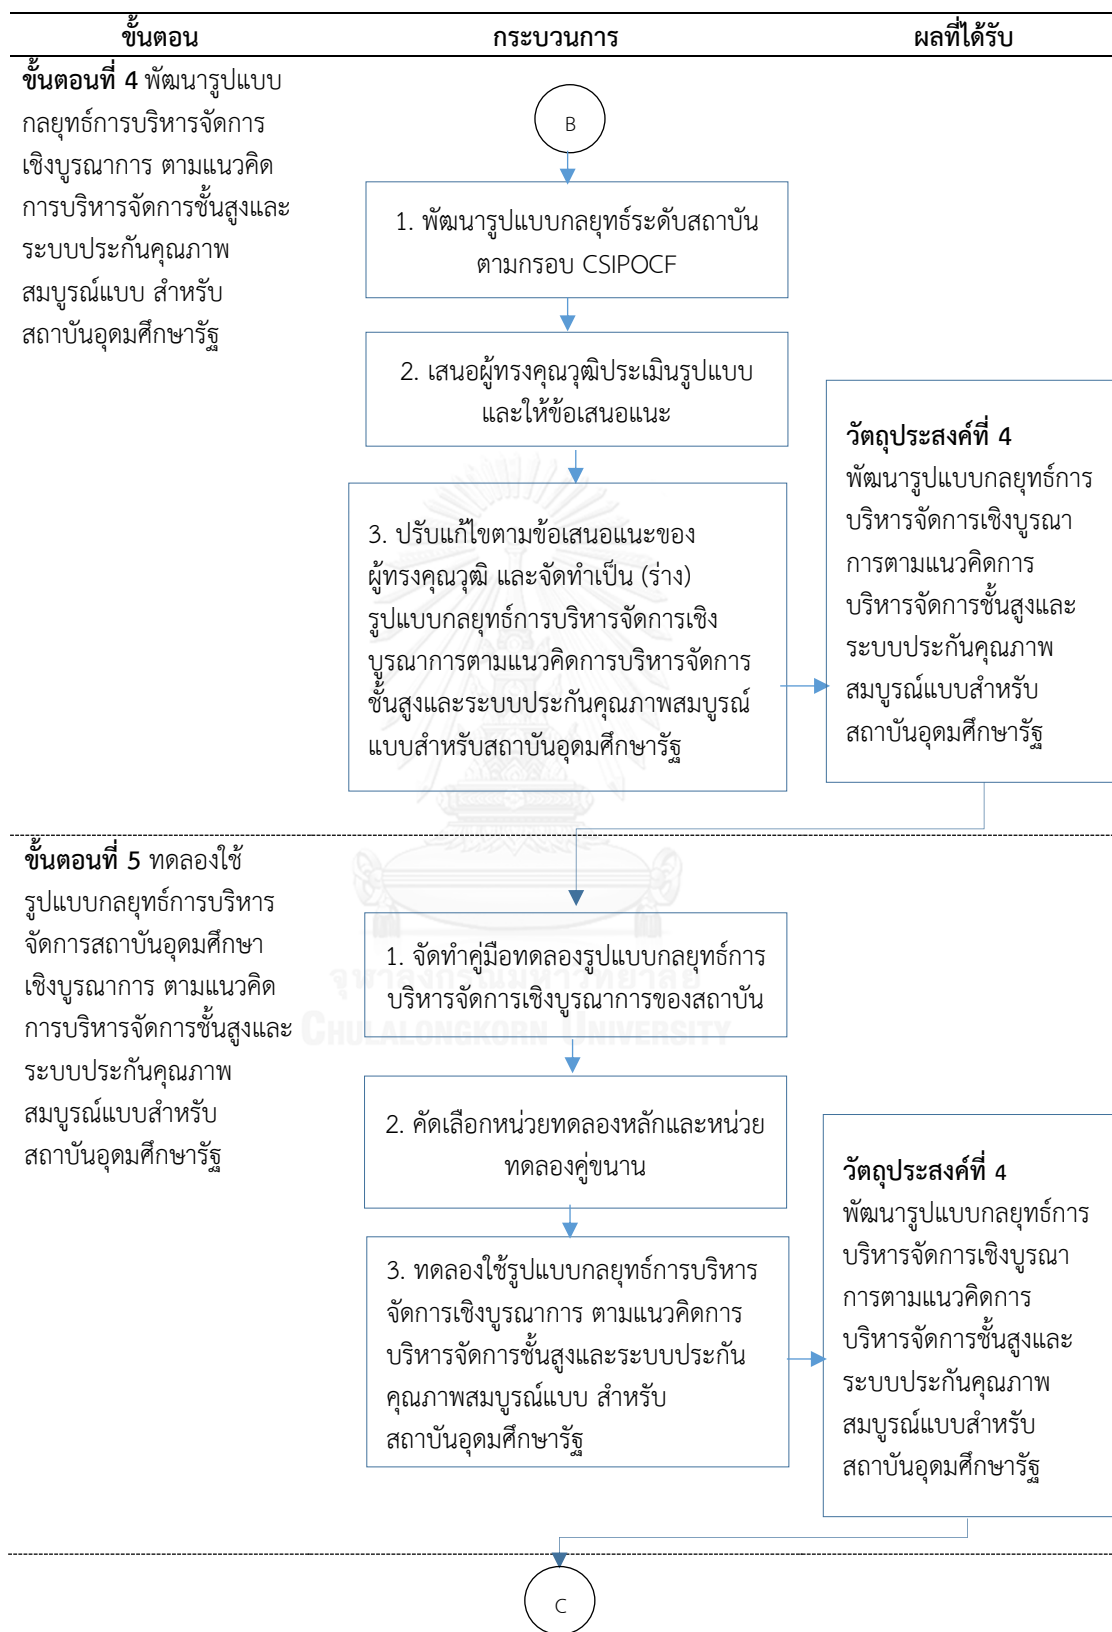 ขั้นตอน กระบวนการ ผลที่ได้รับ
ขั้นตอนที่ 4 พัฒนารูปแบบ
กลยุทธ์การบริหารจัดการ
เชิงบูรณาการ ตามแนวคิด
การบริหารจัดการชั้นสูงและ
ระบบประกันคุณภาพ
สมบูรณ์แบบ สำหรับ
สถาบันอุดมศึกษารัฐ
B
1. พัฒนารูปแบบกลยุทธ์ระดับสถาบัน
ตามกรอบ CSIPOCF
2. เสนอผู้ทรงคุณวุฒิประเมินรูปแบบ
และให้ข้อเสนอแนะ
3. ปรับแก้ไขตามข้อเสนอแนะของ
ผู้ทรงคุณวุฒิ และจัดทำเป็น (ร่าง)
รูปแบบกลยุทธ์การบริหารจัดการเชิง
บูรณาการตามแนวคิดการบริหารจัดการ
ชั้นสูงและระบบประกันคุณภาพสมบูรณ์
แบบสำหรับสถาบันอุดมศึกษารัฐ
วัตถุประสงค์ที่ 4
พัฒนารูปแบบกลยุทธ์การ
บริหารจัดการเชิงบูรณา
การตามแนวคิดการ
บริหารจัดการชั้นสูงและ
ระบบประกันคุณภาพ
สมบูรณ์แบบสำหรับ
สถาบันอุดมศึกษารัฐ
ขั้นตอนที่ 5 ทดลองใช้
รูปแบบกลยุทธ์การบริหาร
จัดการสถาบันอุดมศึกษา
เชิงบูรณาการ ตามแนวคิด
การบริหารจัดการชั้นสูงและ
ระบบประกันคุณภาพ
สมบูรณ์แบบสำหรับ
สถาบันอุดมศึกษารัฐ
1. จัดทำคู่มือทดลองรูปแบบกลยุทธ์การ
บริหารจัดการเชิงบูรณาการของสถาบัน
จุฬาลงกรณ์มหาวิทยาลัย
CHULALONGKORN UNIVERSITY
2. คัดเลือกหน่วยทดลองหลักและหน่วย
ทดลองคู่ขนาน
3. ทดลองใช้รูปแบบกลยุทธ์การบริหาร
จัดการเชิงบูรณาการ ตามแนวคิดการ
บริหารจัดการชั้นสูงและระบบประกัน
คุณภาพสมบูรณ์แบบ สำหรับ
สถาบันอุดมศึกษารัฐ
วัตถุประสงค์ที่ 4
พัฒนารูปแบบกลยุทธ์การ
บริหารจัดการเชิงบูรณา
การตามแนวคิดการ
บริหารจัดการชั้นสูงและ
ระบบประกันคุณภาพ
สมบูรณ์แบบสำหรับ
สถาบันอุดมศึกษารัฐ
C